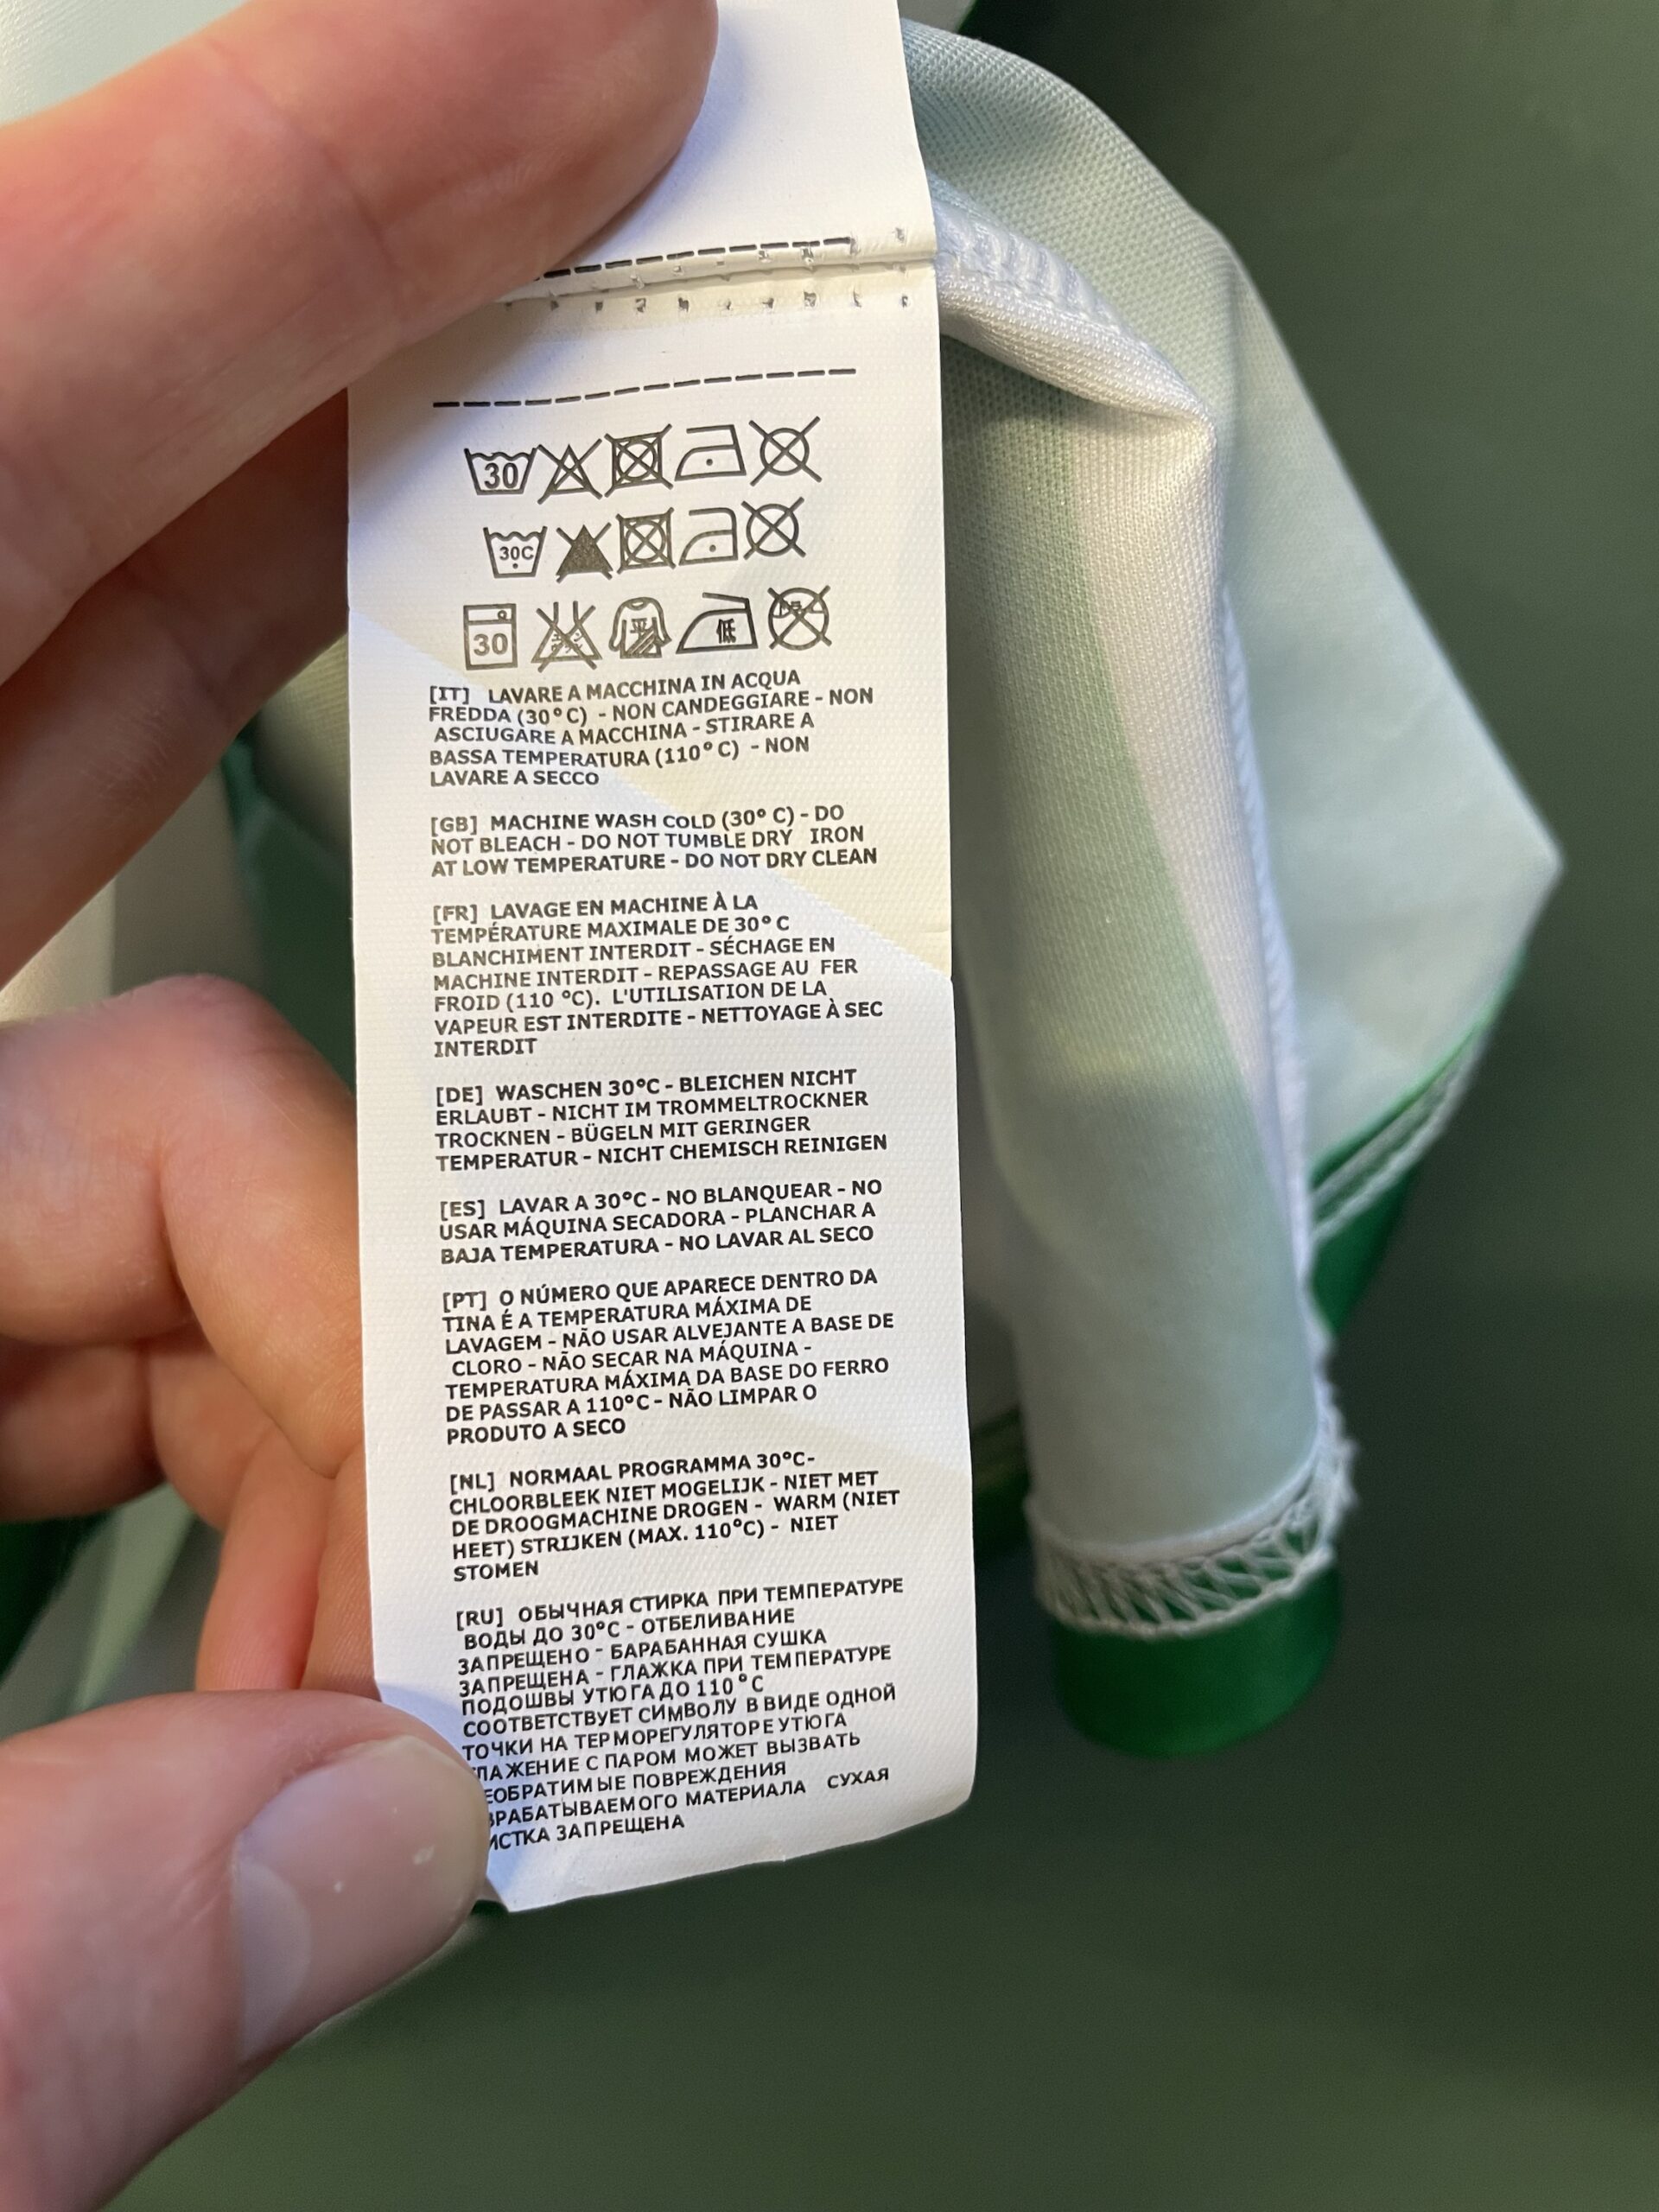 30
30C
30 平 低
[IT] LAVARE A MACCHINA IN ACQUA
FREDDA (30°C) - NON CANDEGGIARE - NON
ASCIUGARE A MACCHINA - STIRARE A
BASSA TEMPERATURA (110°C) - NON
LAVARE A SECCO
[GB] MACHINE WASH COLD (30° C) - DO
NOT BLEACH - DO NOT TUMBLE DRY IRON
AT LOW TEMPERATURE - DO NOT DRY CLEAN
[FR] LAVAGE EN MACHINE À LA
TEMPÉRATURE MAXIMALE DE 30° C
BLANCHIMENT INTERDIT - SÉCHAGE EN
MACHINE INTERDIT - REPASSAGE AU FER
FROID (110 °C). L'UTILISATION DE LA
VAPEUR EST INTERDITE - NETTOYAGE À SEC
INTERDIT
[DE] WASCHEN 30°C - BLEICHEN NICHT
ERLAUBT - NICHT IM TROMMELTROCKNER
TROCKNEN - BÜGELN MIT GERINGER
TEMPERATUR - NICHT CHEMISCH REINIGEN
[ES] LAVAR A 30°C - NO BLANQUEAR - NO
USAR MÁQUINA SECADORA - PLANCHAR A
BAJA TEMPERATURA - NO LAVAR AL SECO
[PT] O NÚMERO QUE APARECE DENTRO DA
TINA É A TEMPERATURA MÁXIMA DE
LAVAGEM - NÃO USAR ALVEJANTE A BASE DE
CLORO - NÃO SECAR NA MÁQUINA -
TEMPERATURA MÁXIMA DA BASE DO FERRO
DE PASSAR A 110°C - NÃO LIMPAR O
PRODUTO A SECO
[NL] NORMAAL PROGRAMMA 30°C-
CHLOORBLEEK NIET MOGELIJK - NIET MET
DE DROOGMACHINE DROGEN - WARM (NIET
HEET) STRIJKEN (MAX. 110°C) - NIET
STOMEN
[RU] ОБЫЧНАЯ СТИРКА ПРИ ТЕМПЕРАТУРЕ
ВОДЫ ДО 30°C - ОТБЕЛИВАНИЕ
ЗАПРЕЩЕНО - БАРАБАННАЯ СУШКА
ЗАПРЕЩЕНА - ГЛАЖКА ПРИ ТЕМПЕРАТУРЕ
ПОДОШВЫ УТЮГА ДО 110°C
СООТВЕТСТВУЕТ СИМВОЛУ В ВИДЕ ОДНОЙ
ТОЧКИ НА ТЕРМОРЕГУЛЯТОРЕ УТЮГА
ЛАЖЕНИЕ С ПАРОМ МОЖЕТ ВЫЗВАТЬ
ЕОБРАТИМЫЕ ПОВРЕЖДЕНИЯ
БРАБАТЫВАЕМОГО МАТЕРИАЛА СУХАЯ
ИСТКА ЗАПРЕЩЕНА